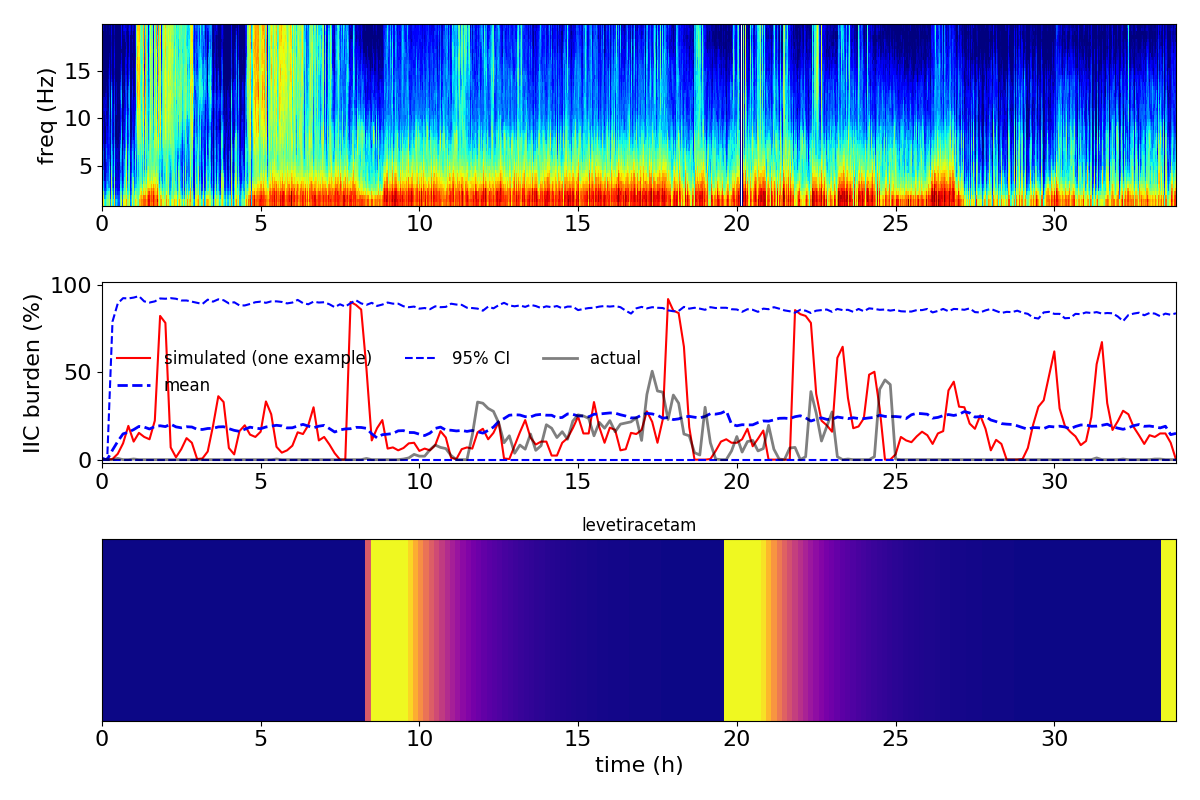 freq (Hz)
15
10
5
0 5 10 15 20 25 30
IIC burden (%)
100
50
0
simulated (one example) 95% CI actual
mean
0 5 10 15 20 25 30
levetiracetam
0 5 10 15 20 25 30
time (h)